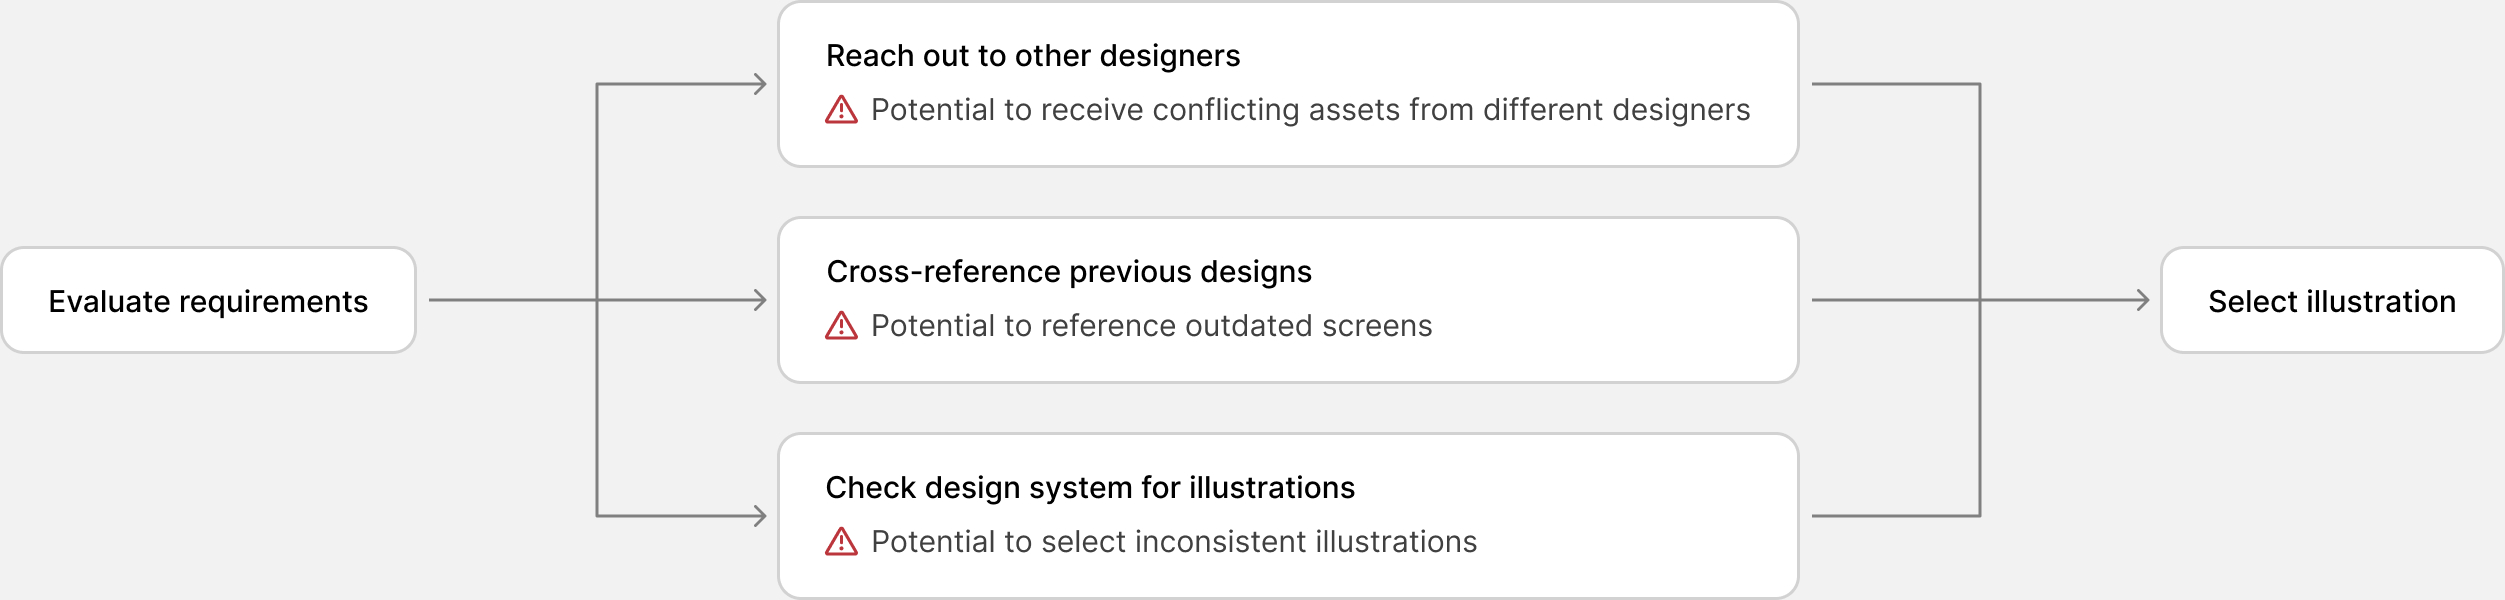 Evaluate requirements
Reach out to other designers
Potential to receive conflicting assets from different designers
Cross-reference previous designs
Potential to reference outdated screens
Check design system for illustrations
Potential to select inconsistent illustrations
Select illustration